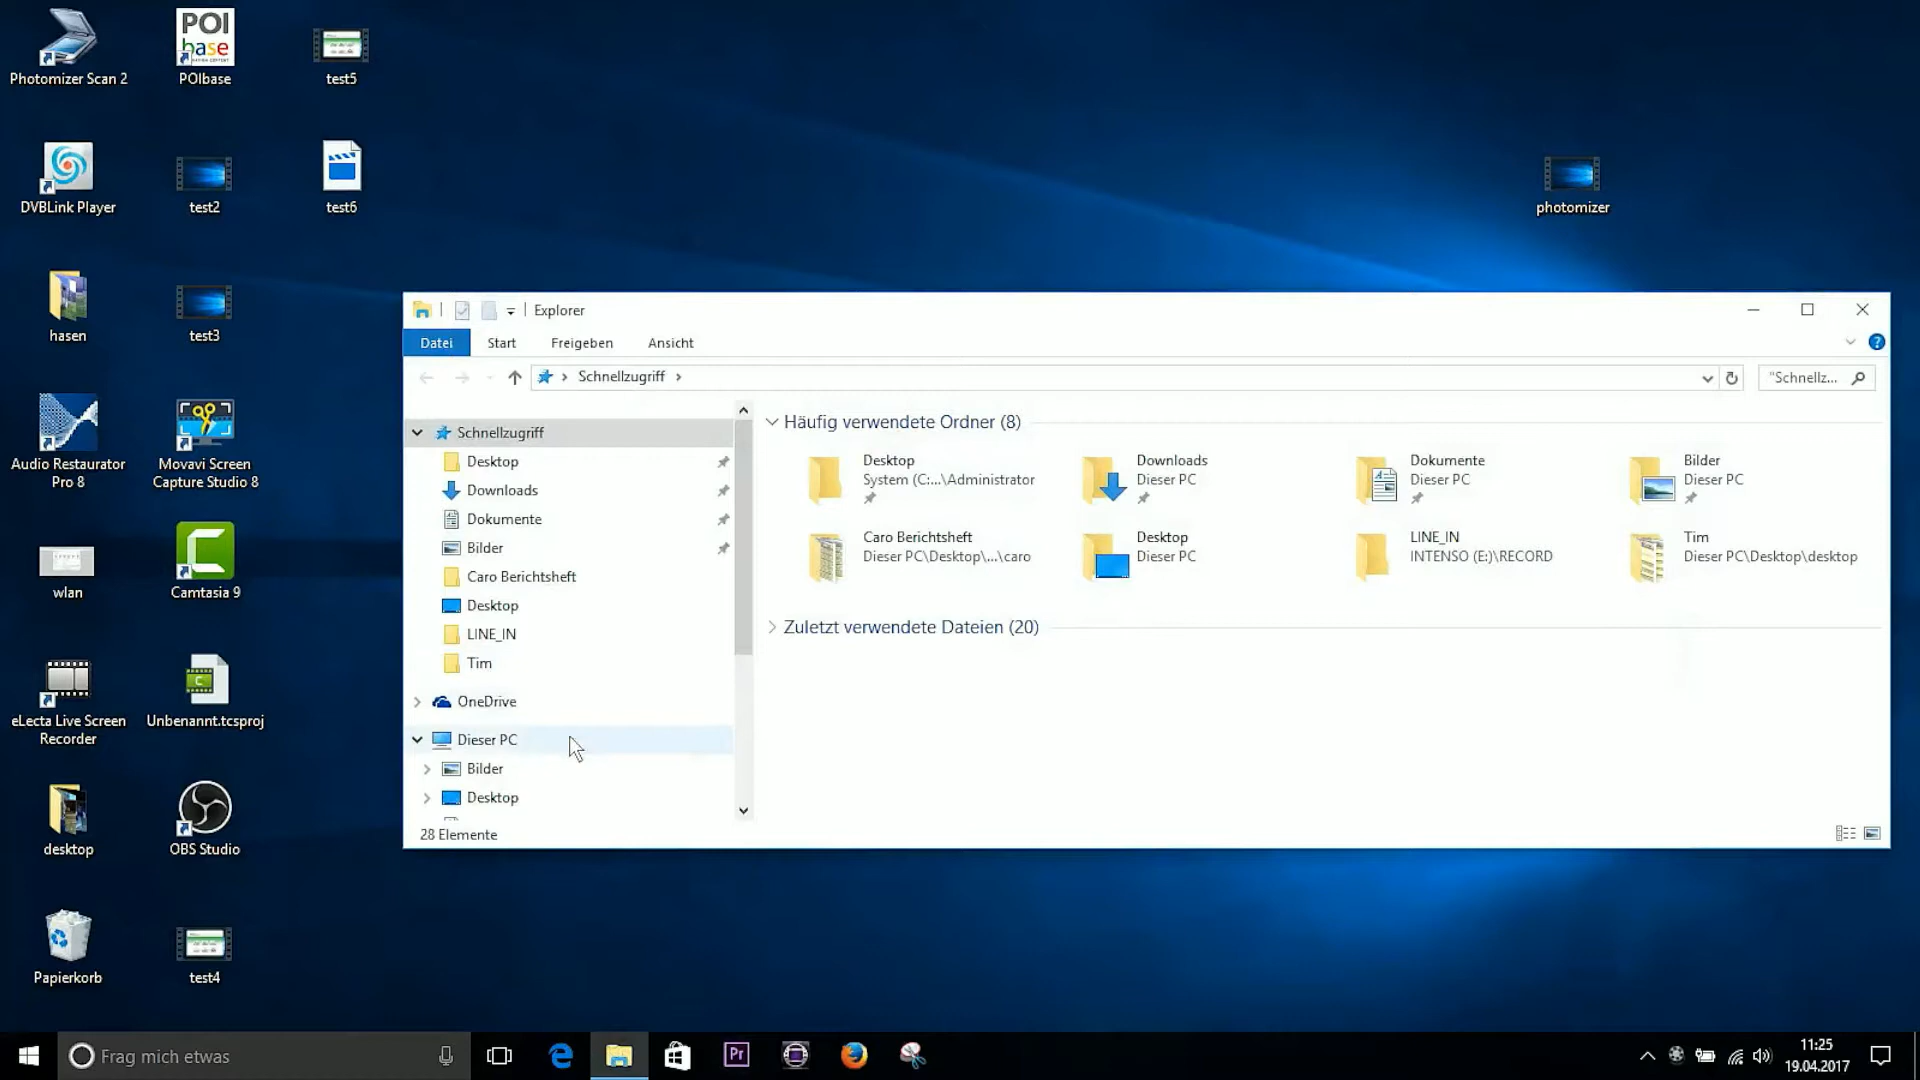 Photomizer Scan 2
POI
base
POIbase
test5
DVBLink Player
test2
test6
photomizer
hasen
test3
Audio Restaurator
Pro 8
Movavi Screen
Capture Studio 8
wlan
Camtasia 9
eLecta Live Screen
Recorder
Unbenannt.tcsproj
desktop
OBS Studio
Papierkorb
test4
Explorer
Datei
Start
Freigeben
Ansicht
Schnellzugriff
"Schnellz...
Schnellzugriff
Desktop
Downloads
Dokumente
Bilder
Caro Berichtsheft
Desktop
LINE_IN
Tim
OneDrive
Dieser PC
Bilder
Desktop
28 Elemente
Häufig verwendete Ordner (8)
Desktop
System (C:...\Administrator
Downloads
Dieser PC
Dokumente
Dieser PC
Bilder
Dieser PC
Caro Berichtsheft
Dieser PC\Desktop\...\caro
Desktop
Dieser PC
LINE_IN
INTENSO (E:)\RECORD
Tim
Dieser PC\Desktop\desktop
Zuletzt verwendete Dateien (20)
Frag mich etwas
Pr
11:25
19.04.2017